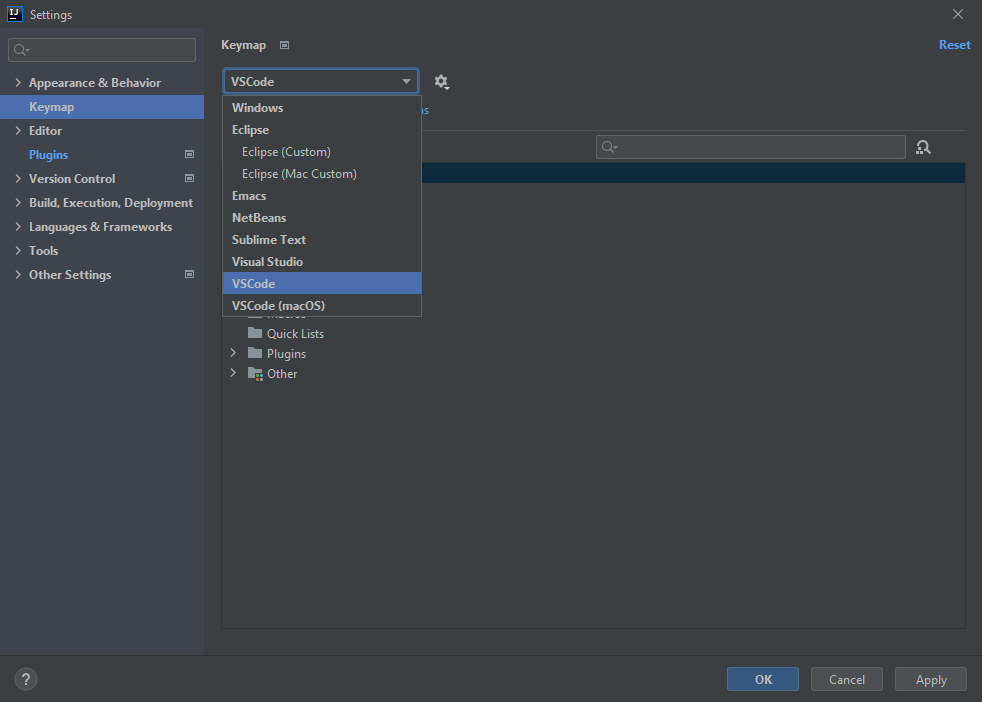 IJ Settings
Keymap
Reset
VSCode
Appearance & Behavior
Keymap
Editor
Plugins
Version Control
Build, Execution, Deployment
Languages & Frameworks
Tools
Other Settings
Windows
Eclipse
Eclipse (Custom)
Eclipse (Mac Custom)
Emacs
NetBeans
Sublime Text
Visual Studio
VSCode
VSCode (macOS)
Quick Lists
Plugins
Other
?
OK
Cancel
Apply